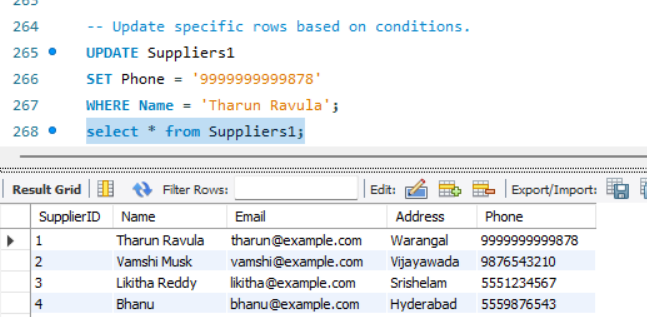 263
264 -- Update specific rows based on conditions.
265 UPDATE Suppliers1
266 SET Phone = '9999999999878'
267 WHERE Name = 'Tharun Ravula';
268 select * from Suppliers1;
Result Grid Filter Rows: Edit: Export/Import:
SupplierID Name Email Address Phone
1 Tharun Ravula tharun@example.com Warangal 9999999999878
2 Vamshi Musk vamshi@example.com Vijayawada 9876543210
3 Likitha Reddy likitha@example.com Srishelam 5551234567
4 Bhanu bhanu@example.com Hyderabad 5559876543